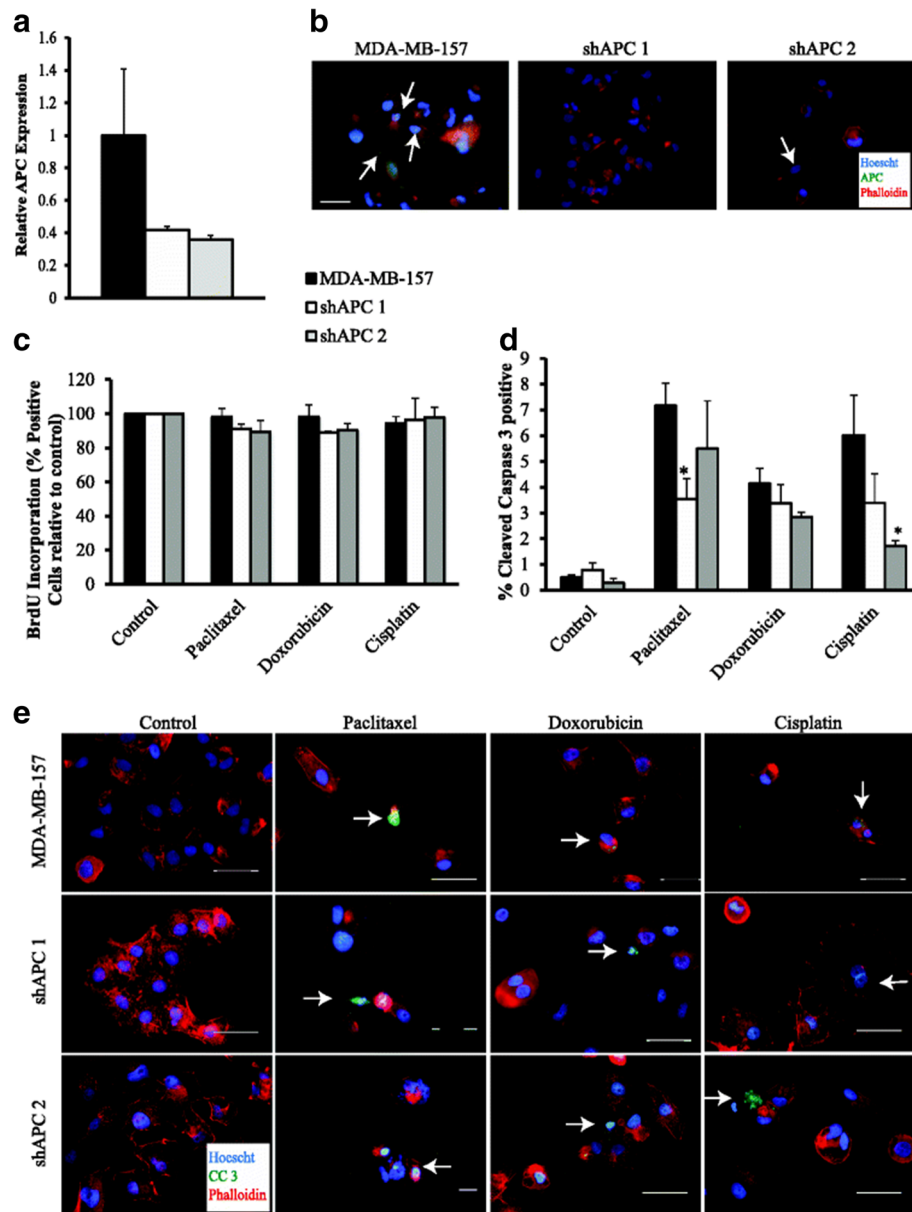 a
1.6
1.4
1.2
1
0.8
0.6
0.4
0.2
0
Relative APC Expression
b
MDA-MB-157
shAPC 1
shAPC 2
Hoescht
APC
Phalloidin
MDA-MB-157
shAPC 1
shAPC 2
c
120
100
80
60
40
20
0
BrdU Incorporation (% Positive
Cells relative to control)
Control
Paclitaxel
Doxorubicin
Cisplatin
d
9
8
7
6
5
4
3
2
1
0
% Cleaved Caspase 3 positive
*
*
Control
Paclitaxel
Doxorubicin
Cisplatin
e
Control
Paclitaxel
Doxorubicin
Cisplatin
MDA-MB-157
shAPC 1
shAPC 2
Hoescht
CC 3
Phalloidin